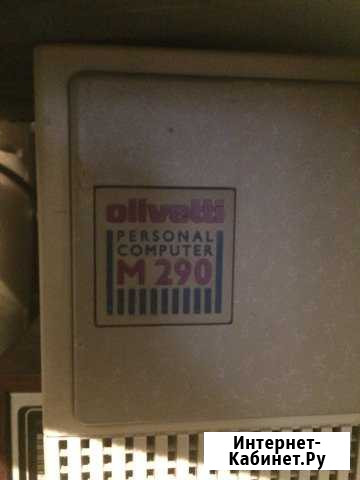 olivetti
PERSONAL
COMPUTER
M 290
Интернет-
Кабинет.Ру